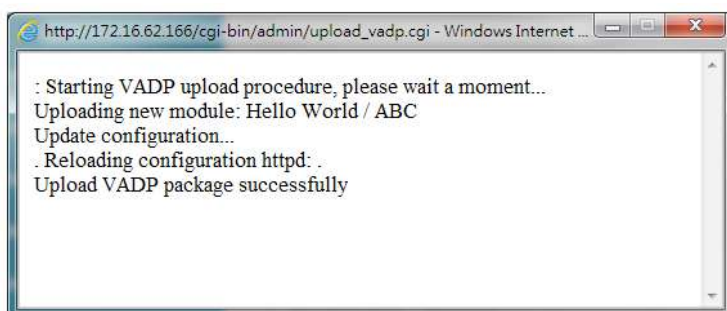 http://172.16.62.166/cgi-bin/admin/upload_vadp.cgi - Windows Internet ...
: Starting VADP upload procedure, please wait a moment...
Uploading new module: Hello World / ABC
Update configuration...
. Reloading configuration httpd: .
Upload VADP package successfully